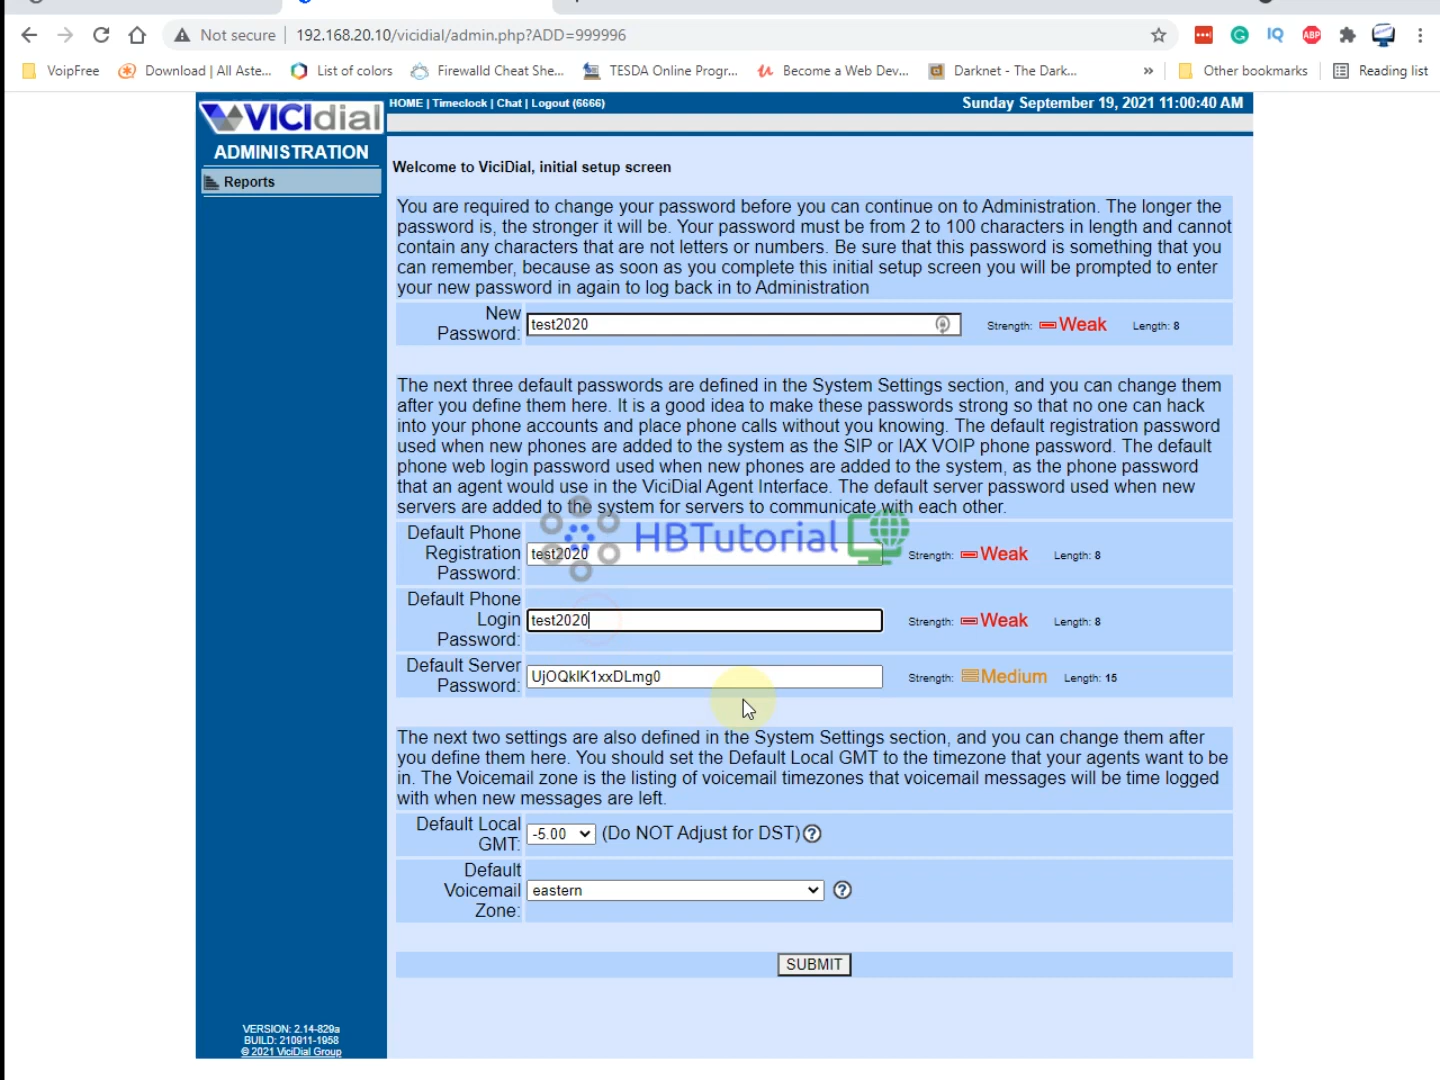 Not secure | 192.168.20.10/vicidial/admin.php?ADD=999996
VoipFree Download | All Aste... List of colors Firewalld Cheat She... TESDA Online Progr... Become a Web Dev... Darknet - The Dark... » Other bookmarks Reading list
VICIdial
HOME | Timeclock | Chat | Logout (6666) Sunday September 19, 2021 11:00:40 AM
ADMINISTRATION
Reports
Welcome to ViciDial, initial setup screen
You are required to change your password before you can continue on to Administration. The longer the
password is, the stronger it will be. Your password must be from 2 to 100 characters in length and cannot
contain any characters that are not letters or numbers. Be sure that this password is something that you
can remember, because as soon as you complete this initial setup screen you will be prompted to enter
your new password in again to log back in to Administration
New
Password: test2020 Strength: Weak Length: 8
The next three default passwords are defined in the System Settings section, and you can change them
after you define them here. It is a good idea to make these passwords strong so that no one can hack
into your phone accounts and place phone calls without you knowing. The default registration password
used when new phones are added to the system as the SIP or IAX VOIP phone password. The default
phone web login password used when new phones are added to the system, as the phone password
that an agent would use in the ViciDial Agent Interface. The default server password used when new
servers are added to the system for servers to communicate with each other.
HBTutorial
Default Phone
Registration
Password: test2020 Strength: Weak Length: 8
Default Phone
Login
Password: test2020 Strength: Weak Length: 8
Default Server
Password: UjOQklK1xxDLmg0 Strength: Medium Length: 15
The next two settings are also defined in the System Settings section, and you can change them after
you define them here. You should set the Default Local GMT to the timezone that your agents want to be
in. The Voicemail zone is the listing of voicemail timezones that voicemail messages will be time logged
with when new messages are left.
Default Local
GMT: -5.00 (Do NOT Adjust for DST)
Default
Voicemail
Zone: eastern
SUBMIT
VERSION: 2.14-829a
BUILD: 210911-1958
© 2021 ViciDial Group